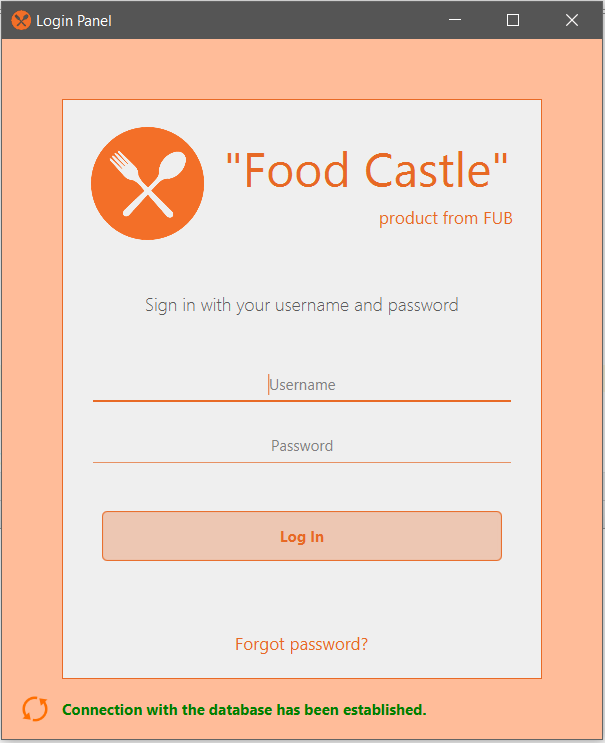 Login Panel
"Food Castle"
product from FUB
Sign in with your username and password
Username
Password
Log In
Forgot password?
Connection with the database has been established.